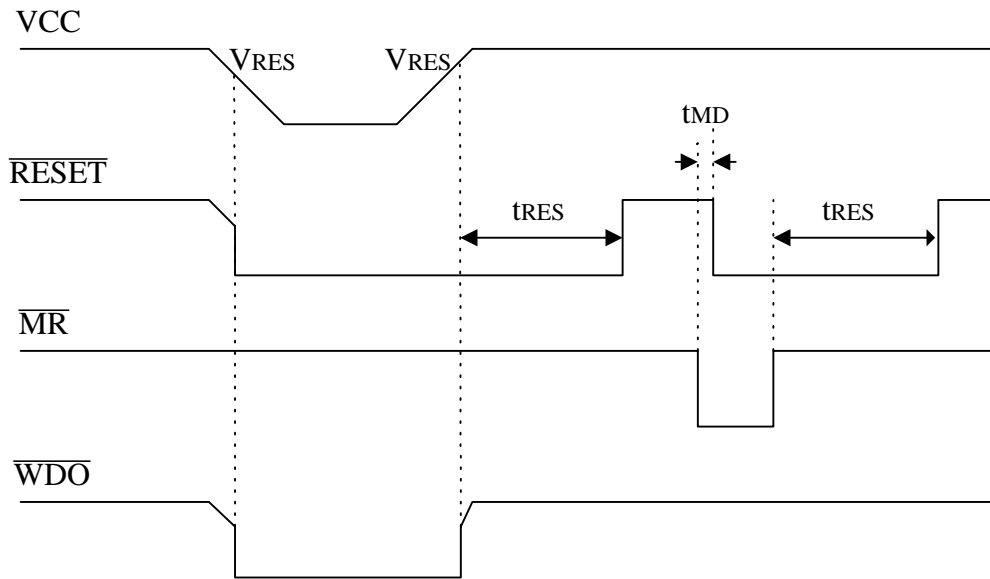 VCC
VRES VRES
tMD
RESET
tRES tRES
MR
WDO